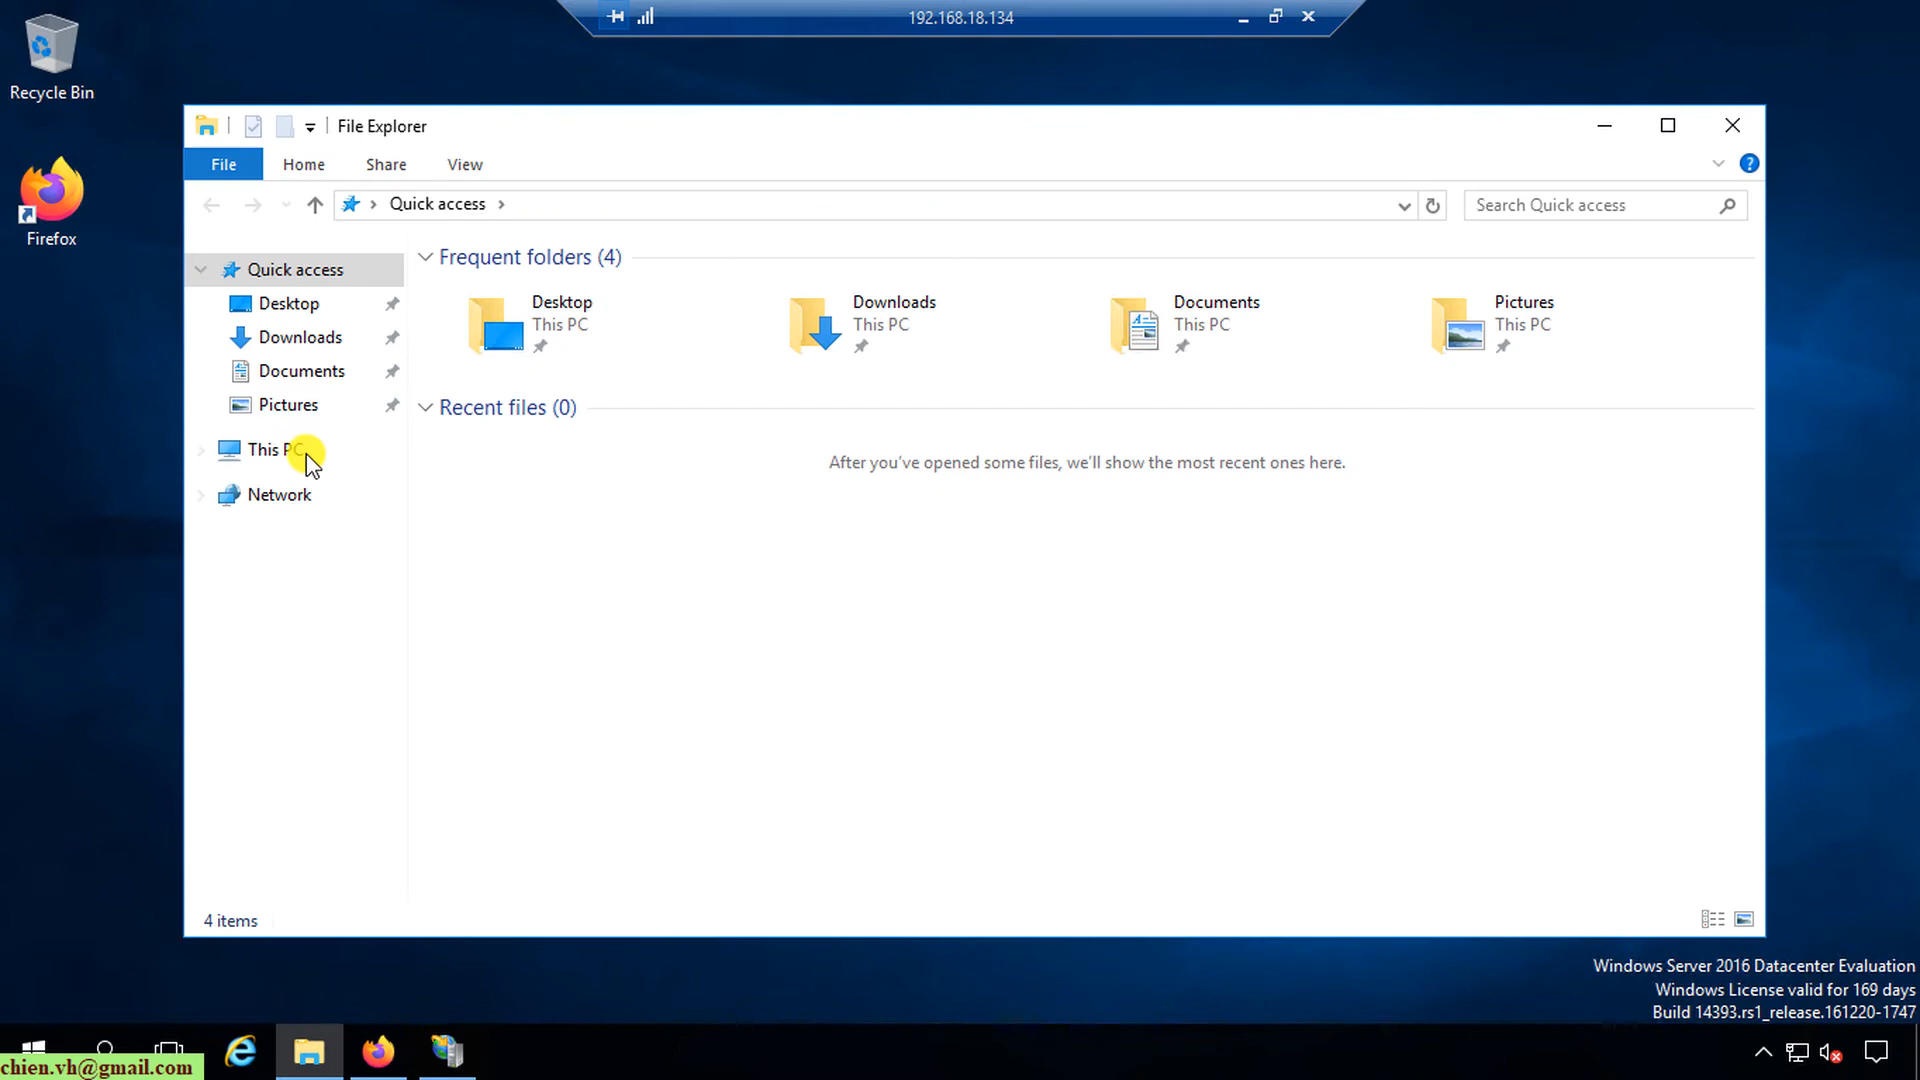 192.168.18.134
Recycle Bin
Firefox
File Explorer
File
Home
Share
View
Quick access
Search Quick access
Quick access
Desktop
Downloads
Documents
Pictures
This PC
Network
Frequent folders (4)
Desktop
This PC
Downloads
This PC
Documents
This PC
Pictures
This PC
Recent files (0)
After you've opened some files, we'll show the most recent ones here.
4 items
Windows Server 2016 Datacenter Evaluation
Windows License valid for 169 days
Build 14393.rs1_release.161220-1747
chien.vh@gmail.com